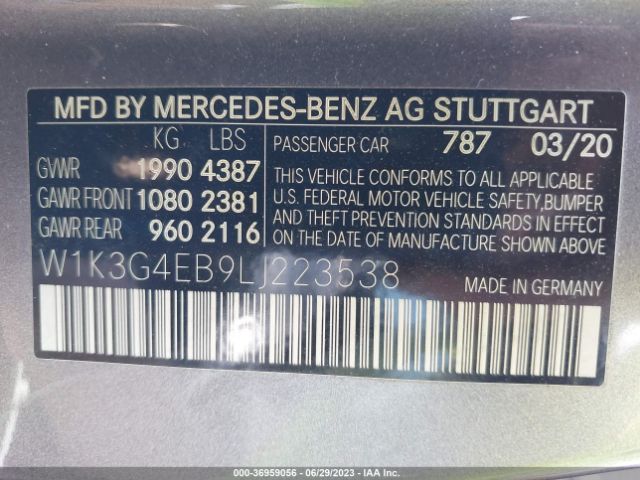 MFD BY MERCEDES-BENZ AG STUTTGART
KG LBS
PASSENGER CAR 787 03/20
GVWR 1990 4387
GAWR FRONT 1080 2381
GAWR REAR 960 2116
THIS VEHICLE CONFORMS TO ALL APPLICABLE
U.S. FEDERAL MOTOR VEHICLE SAFETY,BUMPER
AND THEFT PREVENTION STANDARDS IN EFFECT
ON THE DATE OF MANUFACTURE SHOWN ABOVE
W1K3G4EB9LJ223538
MADE IN GERMANY
000-36959056 - 06/29/2023 - IAA Inc.